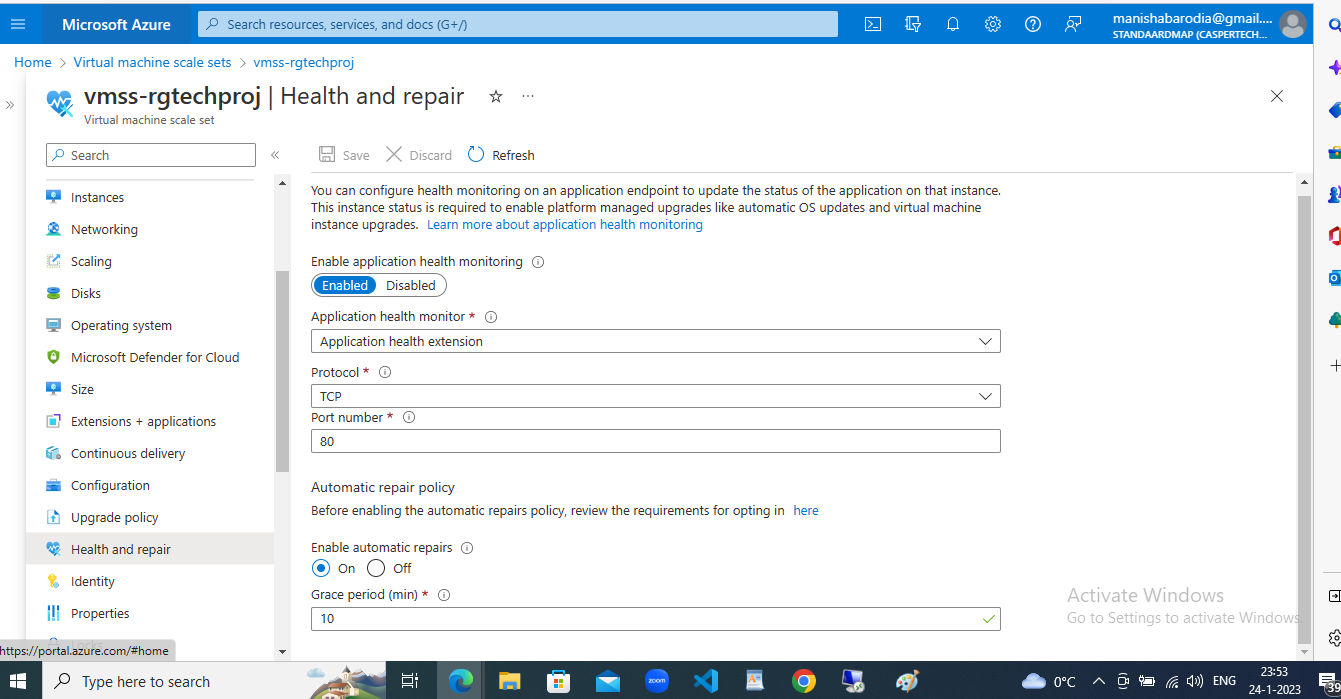 Microsoft Azure
Search resources, services, and docs (G+/)
manishabarodia@gmail....
STANDAARDMAP (CASPERTECH...
Home > Virtual machine scale sets > vmss-rgtechproj
vmss-rgtechproj | Health and repair
Virtual machine scale set
Search
Save
Discard
Refresh
Instances
Networking
Scaling
Disks
Operating system
Microsoft Defender for Cloud
Size
Extensions + applications
Continuous delivery
Configuration
Upgrade policy
Health and repair
Identity
Properties
Locks
You can configure health monitoring on an application endpoint to update the status of the application on that instance.
This instance status is required to enable platform managed upgrades like automatic OS updates and virtual machine
instance upgrades. Learn more about application health monitoring
Enable application health monitoring
Enabled Disabled
Application health monitor *
Application health extension
Protocol *
TCP
Port number *
80
Automatic repair policy
Before enabling the automatic repairs policy, review the requirements for opting in here
Enable automatic repairs
On Off
Grace period (min) *
10
Activate Windows
Go to Settings to activate Windows.
https://portal.azure.com/#home
Type here to search
zoom
0°C
ENG
23:53
24-1-2023
39